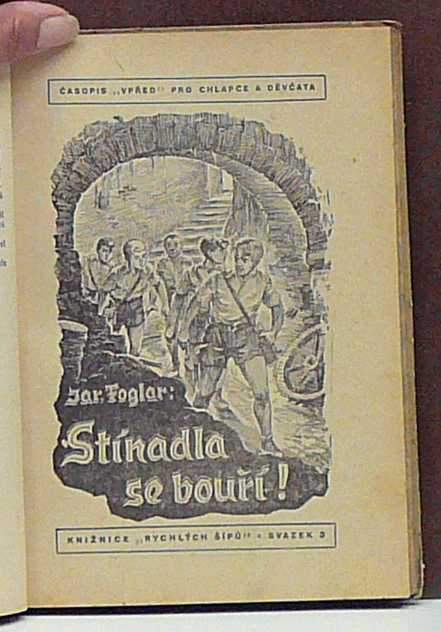 ČASOPIS „VPŘED" PRO CHLAPCE A DĚVČATA
Jar. Foglar:
Stínadla
se bouří!
KNIŽNICE „RYCHLÝCH ŠÍPŮ" • SVAZEK 3